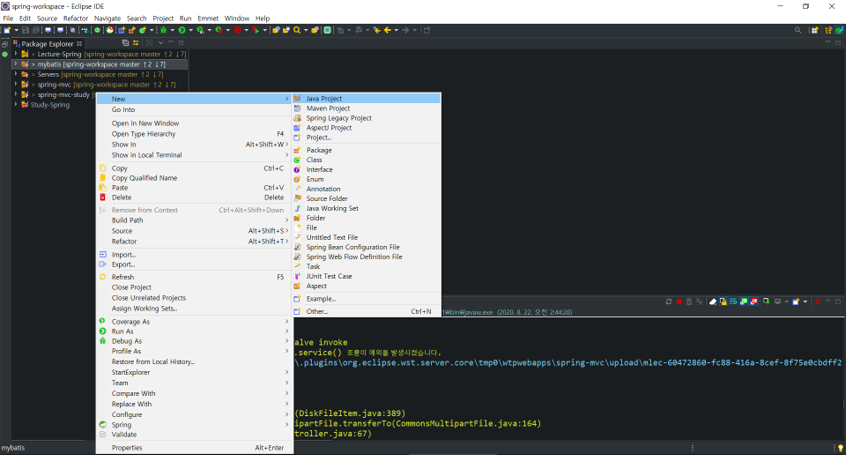 spring-workspace - Eclipse IDE
File Edit Source Refactor Navigate Search Project Run Emmet Window Help
Package Explorer
> Lecture-Spring [spring-workspace master ↑2 ↓7]
> mybatis [spring-workspace master ↑2 ↓7]
> Servers [spring-workspace master ↑2 ↓7]
> spring-mvc [spring-workspace master ↑2 ↓7]
> spring-mvc-study [s
Study-Spring
New
Go Into
Open in New Window
Open Type Hierarchy F4
Show In Alt+Shift+W >
Show in Local Terminal
Copy Ctrl+C
Copy Qualified Name
Paste Ctrl+V
Delete Delete
Remove from Context Ctrl+Alt+Shift+Down
Build Path
Source Alt+Shift+S >
Refactor Alt+Shift+T >
Import...
Export...
Refresh F5
Close Project
Close Unrelated Projects
Assign Working Sets...
Coverage As
Run As
Debug As
Profile As
Restore from Local History...
StartExplorer
Team
Compare With
Replace With
Configure
Spring
Validate
Properties Alt+Enter
Java Project
Maven Project
Spring Legacy Project
AspectJ Project
Project...
Package
Class
Interface
Enum
Annotation
Source Folder
Java Working Set
Folder
File
Untitled Text File
Spring Bean Configuration File
Spring Web Flow Definition File
Task
JUnit Test Case
Aspect
Example...
Other... Ctrl+N
1#bin#javaw.exe (2020. 8. 22. 오전 2:44:28)
alve invoke
.service() 호출이 예외를 발생시켰습니다.
\.plugins\org.eclipse.wst.server.core\tmp0\wtpwebapps\spring-mvc\upload\mlec-60472860-fc88-416a-8cef-8f75e0cbdff2
(DiskFileItem.java:389)
ipartFile.transferTo(CommonsMultipartFile.java:164)
troller.java:67)
mybatis